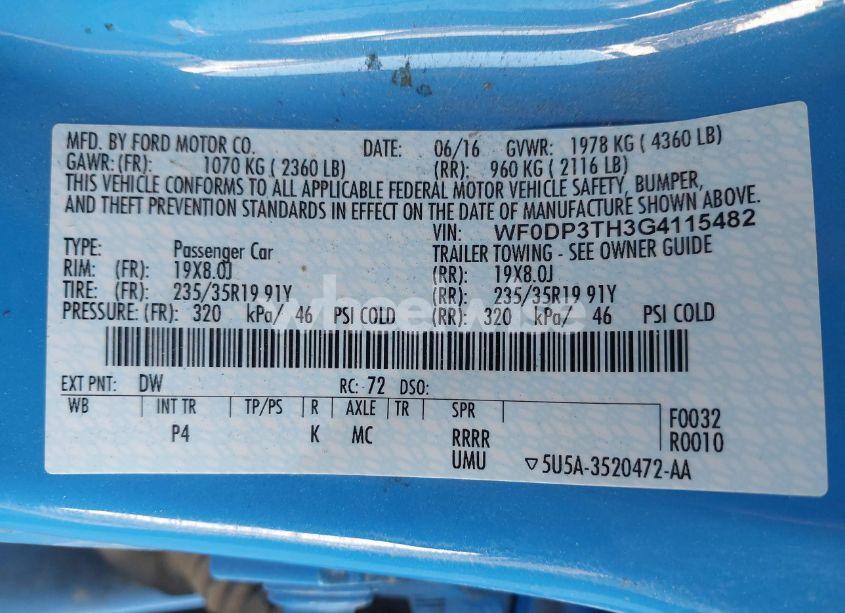 MFD. BY FORD MOTOR CO. DATE: 06/16 GVWR: 1978 KG ( 4360 LB)
GAWR: (FR): 1070 KG ( 2360 LB) (RR): 960 KG ( 2116 LB)
THIS VEHICLE CONFORMS TO ALL APPLICABLE FEDERAL MOTOR VEHICLE SAFETY, BUMPER,
AND THEFT PREVENTION STANDARDS IN EFFECT ON THE DATE OF MANUFACTURE SHOWN ABOVE.
VIN: WF0DP3TH3G4115482
TYPE: Passenger Car TRAILER TOWING - SEE OWNER GUIDE
RIM: (FR): 19X8.0J (RR): 19X8.0J
TIRE: (FR): 235/35R19 91Y (RR): 235/35R19 91Y
PRESSURE: (FR): 320 kPa/ 46 PSI COLD (RR): 320 kPa/ 46 PSI COLD
wheelwise
EXT PNT: DW RC: 72 DSO:
WB INT TR TP/PS R AXLE TR SPR F0032
P4 K MC RRRR R0010
UMU ▽5U5A-3520472-AA